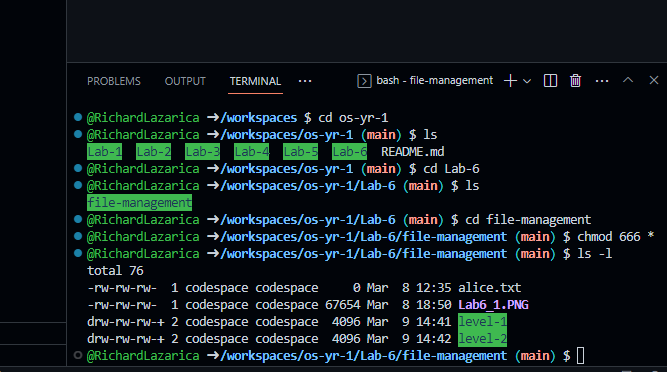 PROBLEMS OUTPUT TERMINAL ··· bash - file-management
@RichardLazarica ➜/workspaces $ cd os-yr-1
@RichardLazarica ➜/workspaces/os-yr-1 (main) $ ls
Lab-1 Lab-2 Lab-3 Lab-4 Lab-5 Lab-6 README.md
@RichardLazarica ➜/workspaces/os-yr-1 (main) $ cd Lab-6
@RichardLazarica ➜/workspaces/os-yr-1/Lab-6 (main) $ ls
file-management
@RichardLazarica ➜/workspaces/os-yr-1/Lab-6 (main) $ cd file-management
@RichardLazarica ➜/workspaces/os-yr-1/Lab-6/file-management (main) $ chmod 666 *
@RichardLazarica ➜/workspaces/os-yr-1/Lab-6/file-management (main) $ ls -l
total 76
-rw-rw-rw- 1 codespace codespace 0 Mar 8 12:35 alice.txt
-rw-rw-rw- 1 codespace codespace 67654 Mar 8 18:50 Lab6_1.PNG
drw-rw-rw-+ 2 codespace codespace 4096 Mar 9 14:41 level-1
drw-rw-rw-+ 2 codespace codespace 4096 Mar 9 14:42 level-2
@RichardLazarica ➜/workspaces/os-yr-1/Lab-6/file-management (main) $